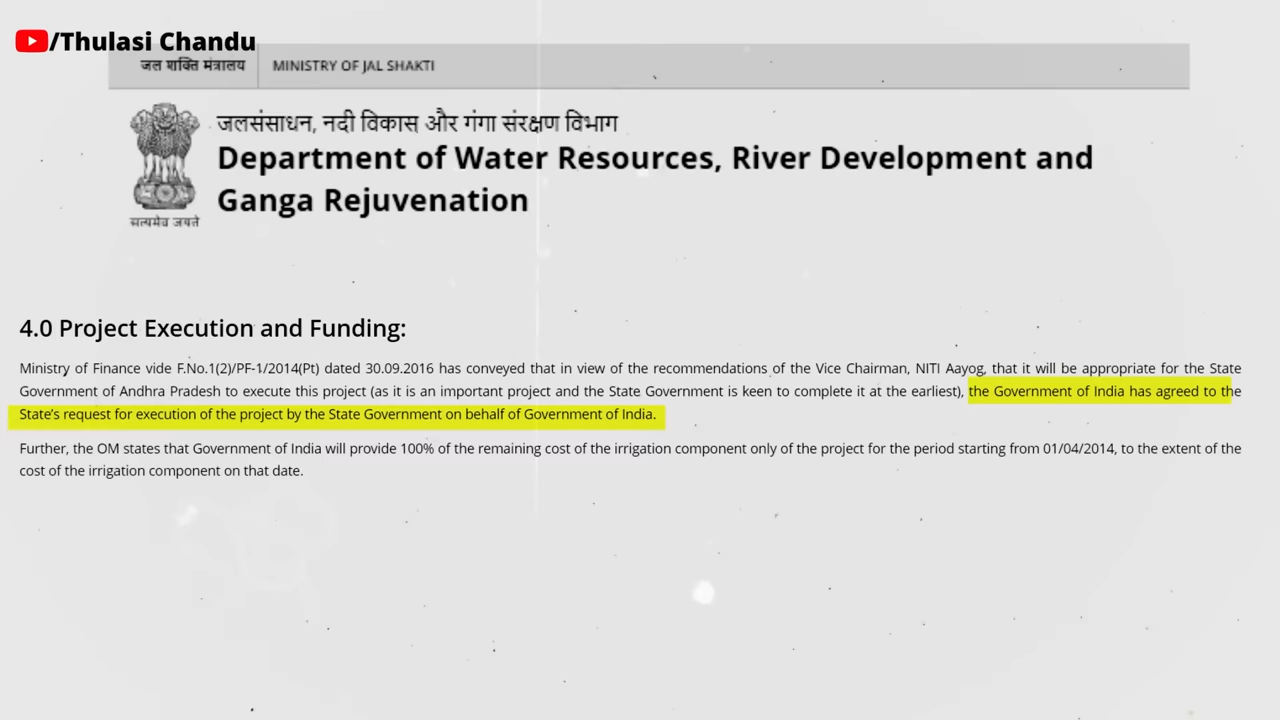 /Thulasi Chandu
जल शक्ति मंत्रालय MINISTRY OF JAL SHAKTI
जलसंसाधन, नदी विकास और गंगा संरक्षण विभाग
Department of Water Resources, River Development and
Ganga Rejuvenation
सत्यमेव जयते
4.0 Project Execution and Funding:
Ministry of Finance vide F.No.1(2)/PF-1/2014(Pt) dated 30.09.2016 has conveyed that in view of the recommendations of the Vice Chairman, NITI Aayog, that it will be appropriate for the State
Government of Andhra Pradesh to execute this project (as it is an important project and the State Government is keen to complete it at the earliest), the Government of India has agreed to the
State's request for execution of the project by the State Government on behalf of Government of India.
Further, the OM states that Government of India will provide 100% of the remaining cost of the irrigation component only of the project for the period starting from 01/04/2014, to the extent of the
cost of the irrigation component on that date.